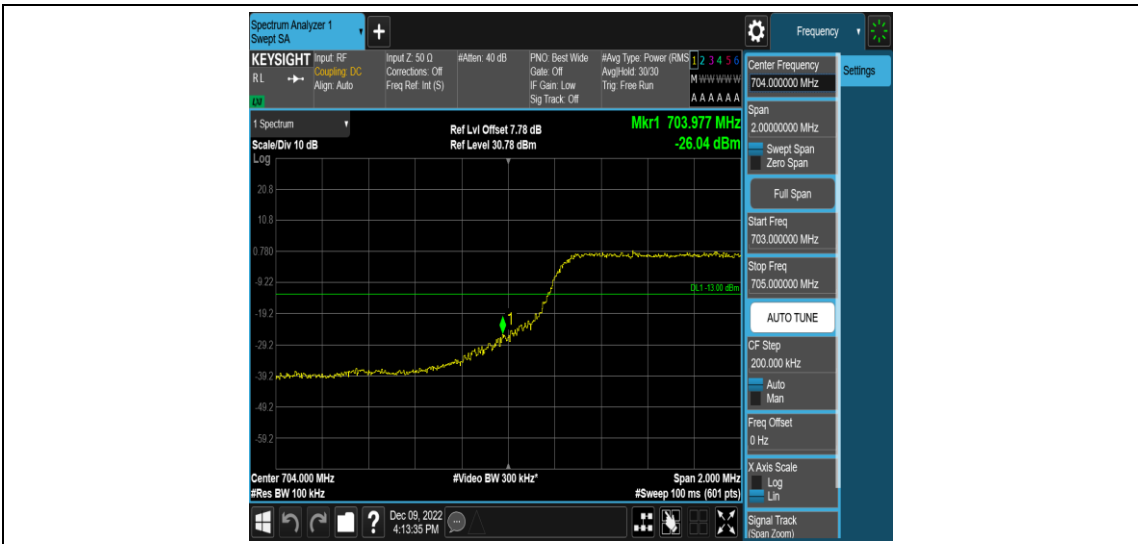 Spectrum Analyzer 1
Swept SA
+
Frequency
KEYSIGHT
RL
LXI
Input: RF
Coupling: DC
Align: Auto
Input Z: 50 Ω
Corrections: Off
Freq Ref: Int (S)
#Atten: 40 dB
PNO: Best Wide
Gate: Off
IF Gain: Low
Sig Track: Off
#Avg Type: Power (RMS
Avg|Hold: 30/30
Trig: Free Run
1 2 3 4 5 6
M W W W W W
A A A A A A
1 Spectrum
Scale/Div 10 dB
Log
Ref Lvl Offset 7.78 dB
Ref Level 30.78 dBm
Mkr1 703.977 MHz
-26.04 dBm
20.8
10.8
0.780
-9.22
DL1 -13.00 dBm
-19.2
1
-29.2
-39.2
-49.2
-59.2
Center 704.000 MHz
#Video BW 300 kHz*
Span 2.000 MHz
#Res BW 100 kHz
#Sweep 100 ms (601 pts)
?
Dec 09, 2022
4:13:35 PM
Center Frequency
704.000000 MHz
Settings
Span
2.00000000 MHz
Swept Span
Zero Span
Full Span
Start Freq
703.000000 MHz
Stop Freq
705.000000 MHz
AUTO TUNE
CF Step
200.000 kHz
Auto
Man
Freq Offset
0 Hz
X Axis Scale
Log
Lin
Signal Track
(Span Zoom)